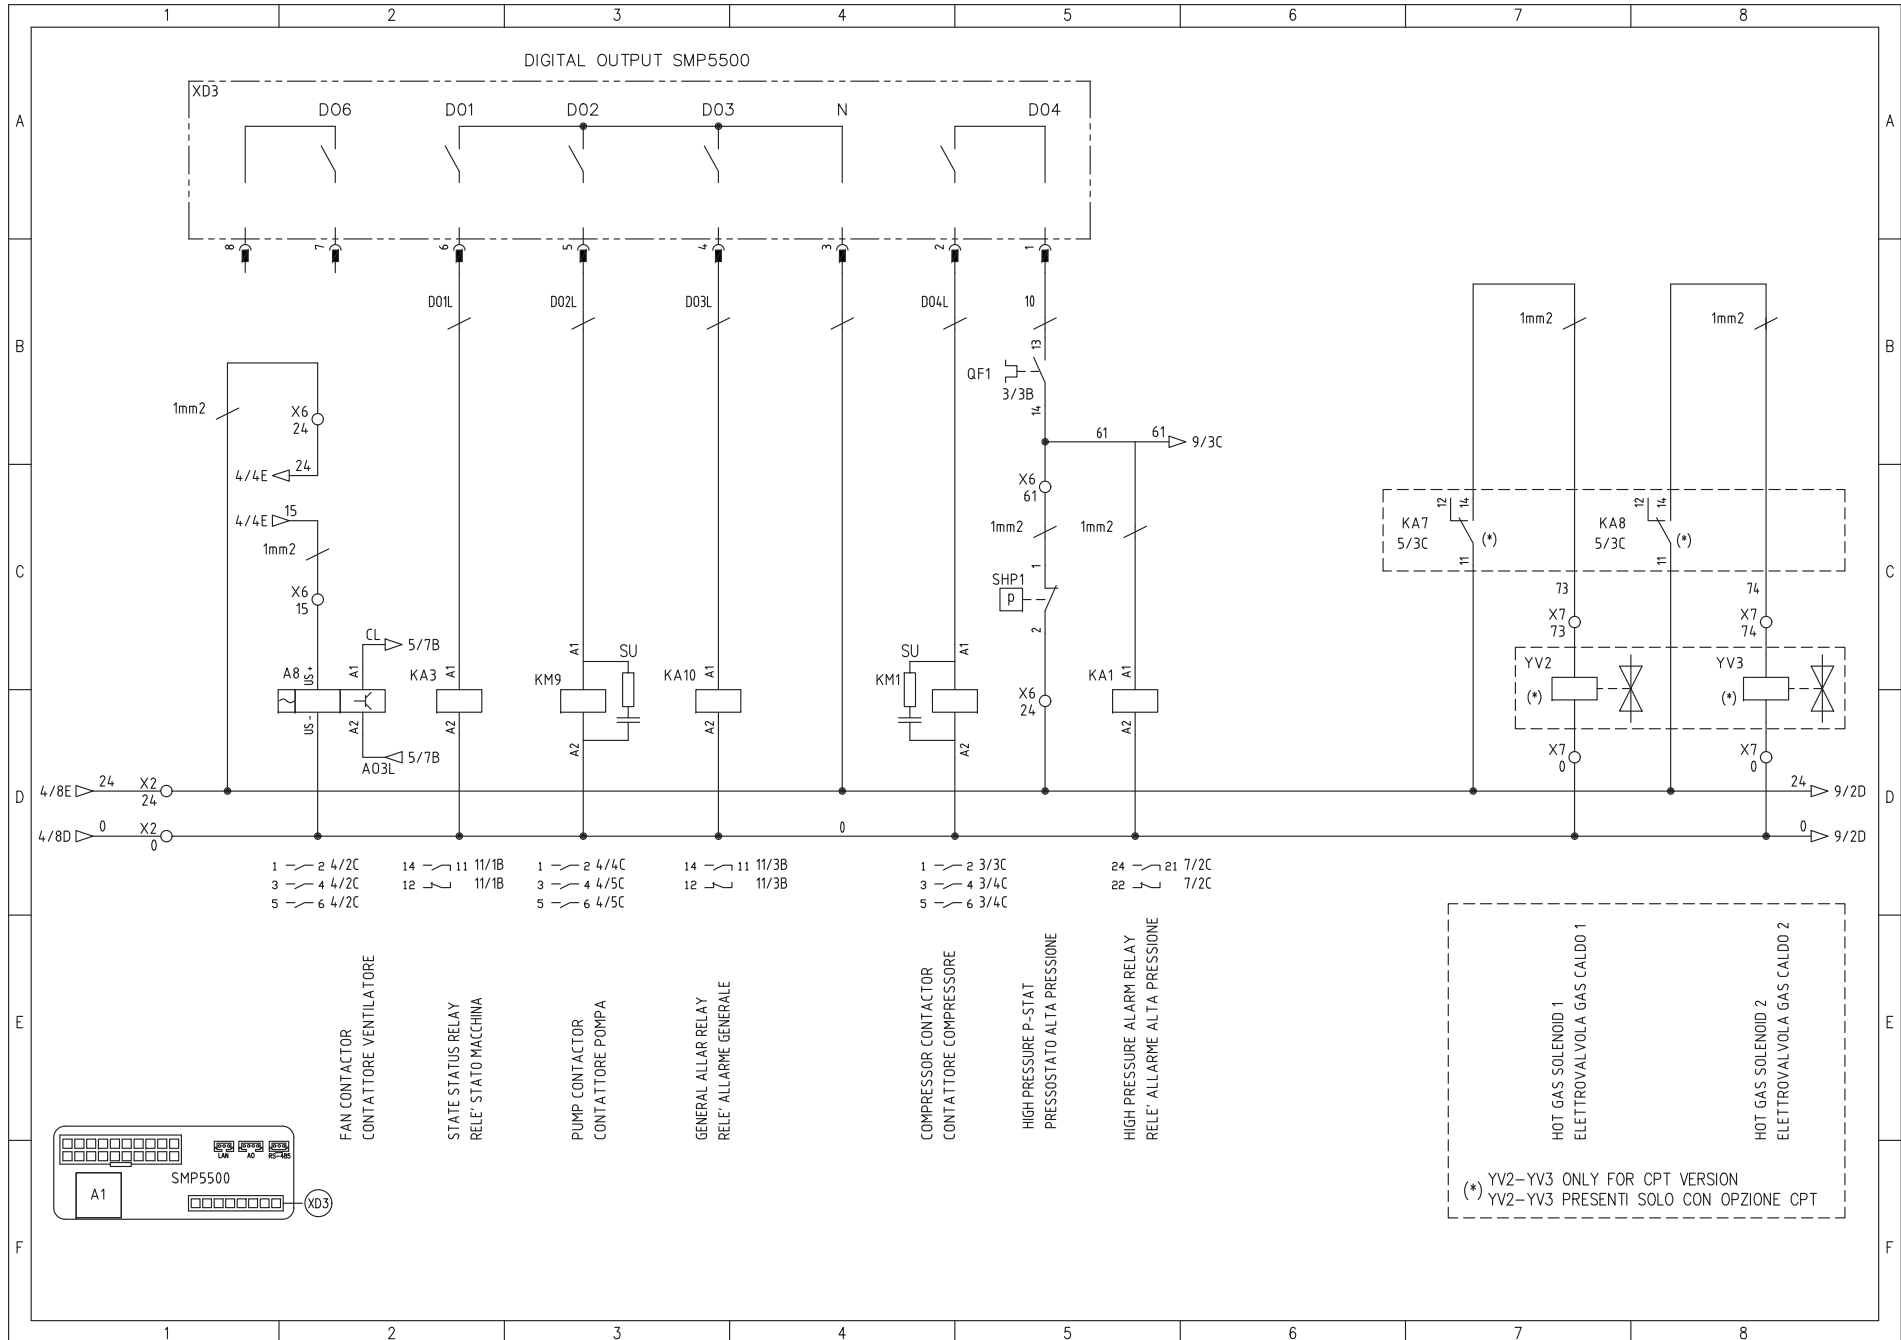 1 2 3 4 5 6 7 8
DIGITAL OUTPUT SMP5500
XD3
DO6 DO1 DO2 DO3 N DO4
A A
8 7 6 5 4 3 2 1
DO1L DO2L DO3L DO4L 10
1mm2 1mm2
B B
13
QF1
3/3B
14
1mm2
X6
24
61 61 9/3C
4/4E 24
X6
61
12 14
KA7
5/3C
(*)
11
12 14
KA8
5/3C
(*)
11
4/4E 15
1mm2
1mm2 1mm2
C C
1
SHP1
P
2
X6
15
73 74
X7
73
X7
74
CL 5/7B
A8
US +
US -
A1
A2
KA3
A1
A2
KM9
A1
A2
SU
KA10
A1
A2
KM1
SU
A1
A2
X6
24
KA1
A1
A2
YV2
(*)
YV3
(*)
AO3L 5/7B
X7
0
X7
0
D D
4/8E 24 X2
24
24 9/2D
4/8D 0 X2
0
0
0 9/2D
1 2 4/2C
3 4 4/2C
5 6 4/2C
14 11 11/1B
12 11/1B
1 2 4/4C
3 4 4/5C
5 6 4/5C
14 11 11/3B
12 11/3B
1 2 3/3C
3 4 3/4C
5 6 3/4C
24 21 7/2C
22 7/2C
E E
FAN CONTACTOR
CONTATTORE VENTILATORE
STATE STATUS RELAY
RELE' STATO MACCHINA
PUMP CONTACTOR
CONTATTORE POMPA
GENERAL ALLAR RELAY
RELE' ALLARME GENERALE
COMPRESSOR CONTACTOR
CONTATTORE COMPRESSORE
HIGH PRESSURE P-STAT
PRESSOSTATO ALTA PRESSIONE
HIGH PRESSURE ALARM RELAY
RELE' ALLARME ALTA PRESSIONE
HOT GAS SOLENOID 1
ELETTROVALVOLA GAS CALDO 1
HOT GAS SOLENOID 2
ELETTROVALVOLA GAS CALDO 2
LAN AO RS-485
SMP5500
A1
XD3
(*) YV2-YV3 ONLY FOR CPT VERSION
YV2-YV3 PRESENTI SOLO CON OPZIONE CPT
F F
1 2 3 4 5 6 7 8